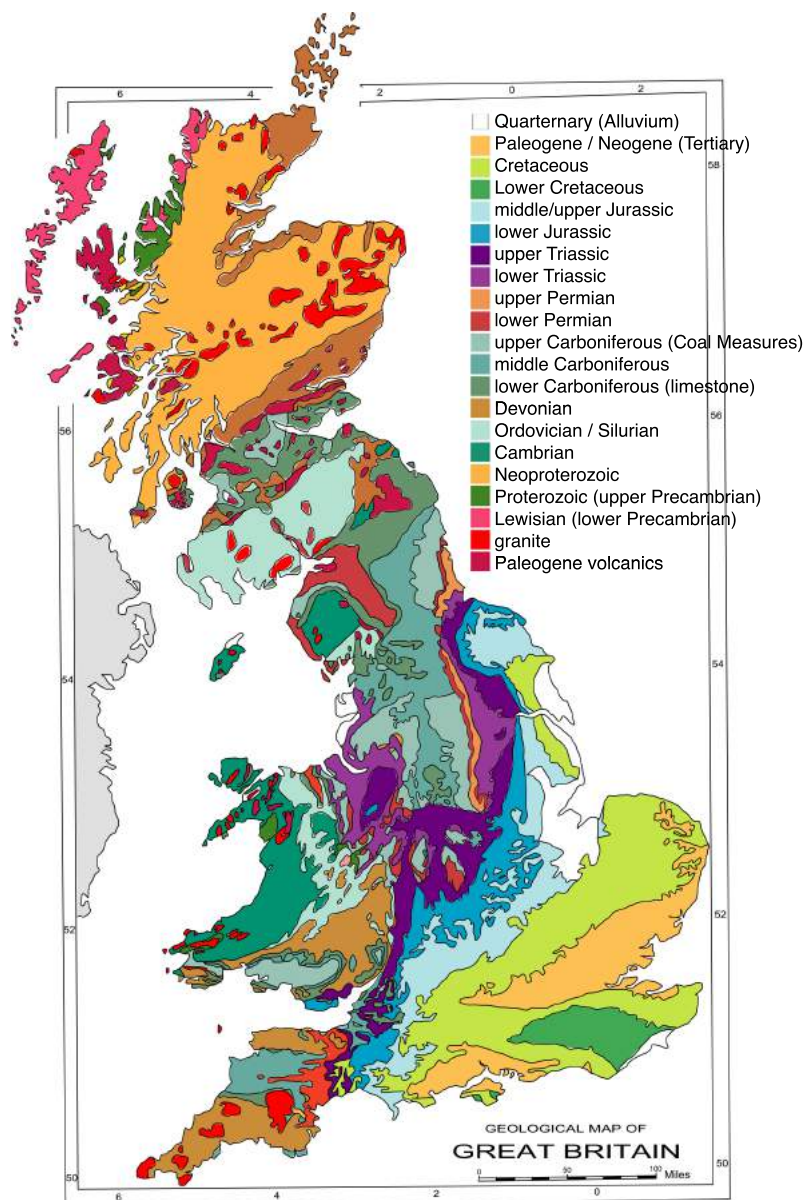 6
4
2
0
2
Quarternary (Alluvium)
Paleogene / Neogene (Tertiary)
58
Cretaceous
Lower Cretaceous
middle/upper Jurassic
lower Jurassic
upper Triassic
lower Triassic
upper Permian
lower Permian
upper Carboniferous (Coal Measures)
middle Carboniferous
lower Carboniferous (limestone)
Devonian
56
56
Ordovician / Silurian
Cambrian
Neoproterozoic
Proterozoic (upper Precambrian)
Lewisian (lower Precambrian)
granite
Paleogene volcanics
54
54
52
52
GEOLOGICAL MAP OF
GREAT BRITAIN
0 50 100 Miles
50
50
6
4
2
0